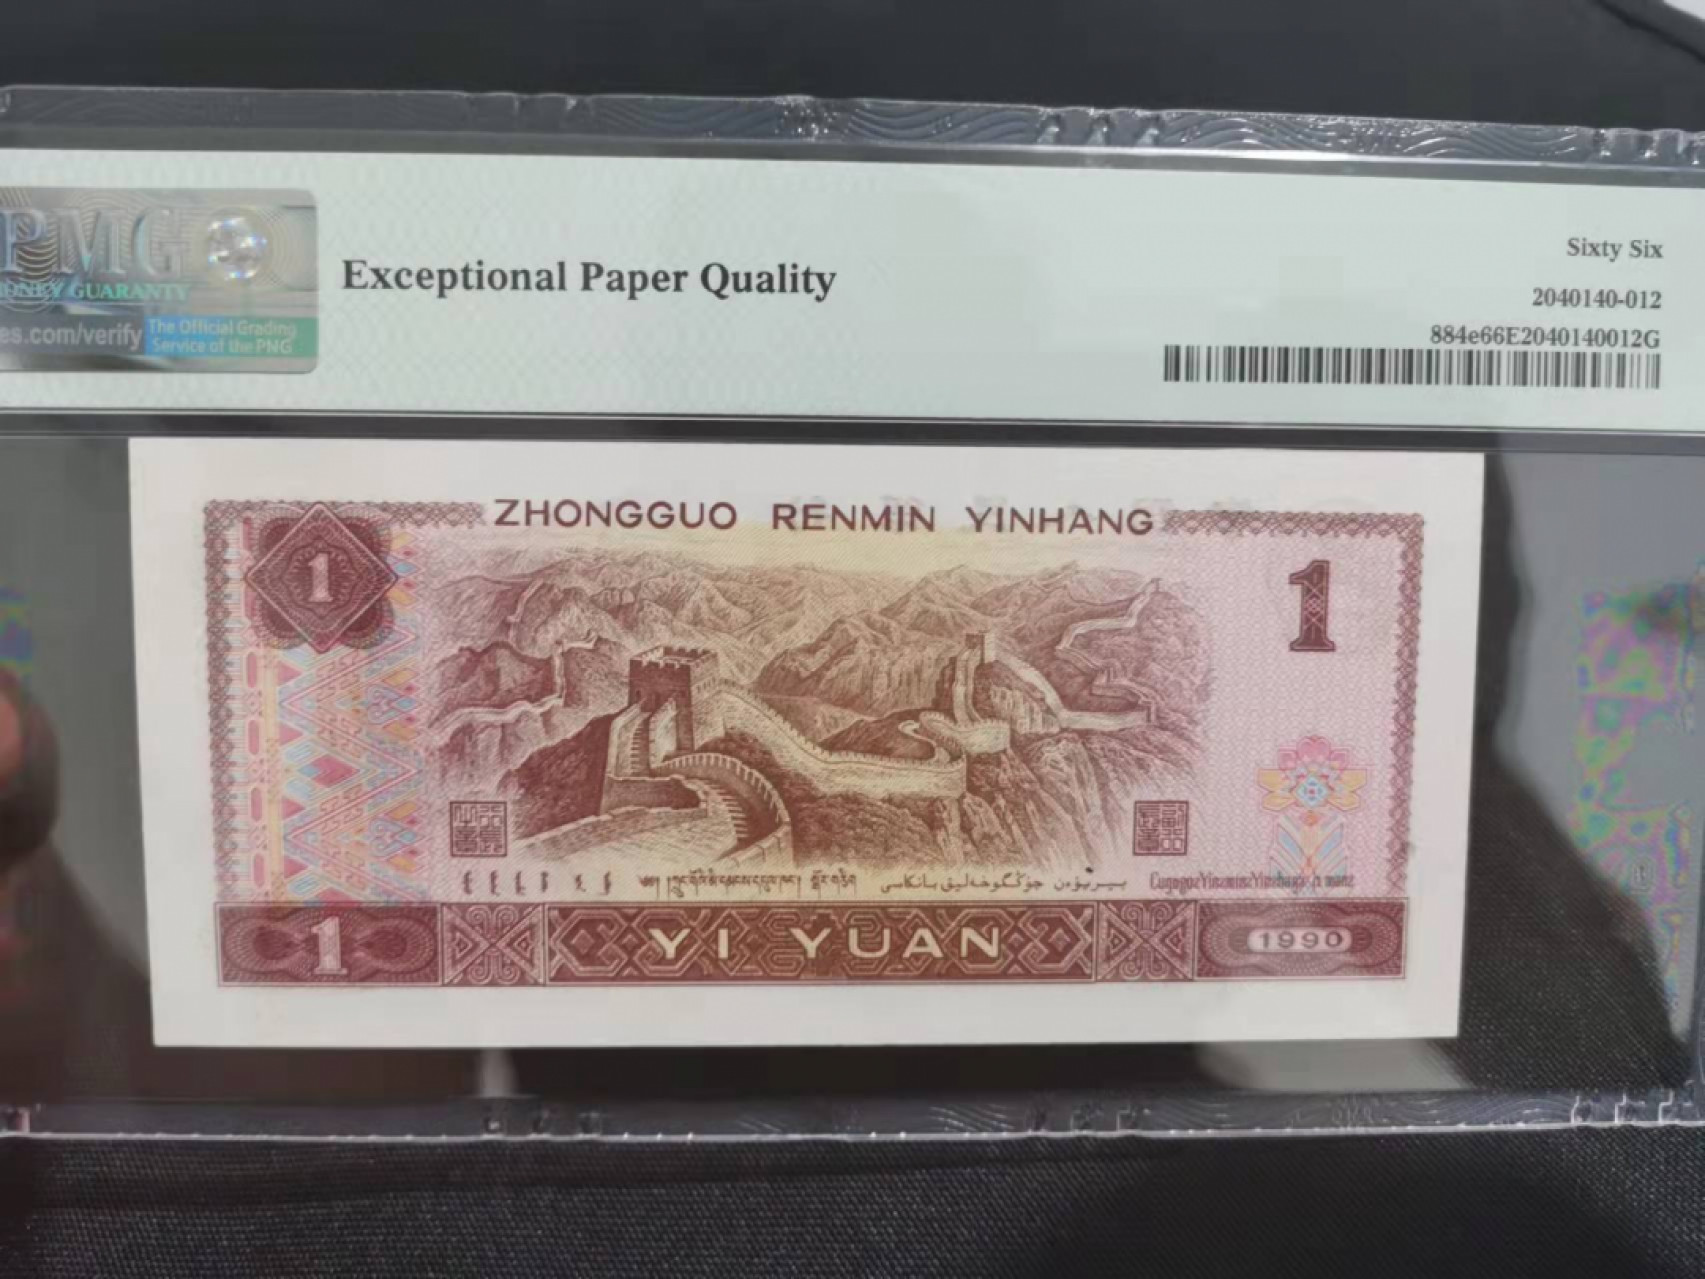 PMG
MONEY GUARANTY
es.com/verify
The Official Grading
Service of the PNG
Exceptional Paper Quality
Sixty Six
2040140-012
884e66E2040140012G
ZHONGGUO RENMIN YINHANG
1
1
1
YI YUAN
1990